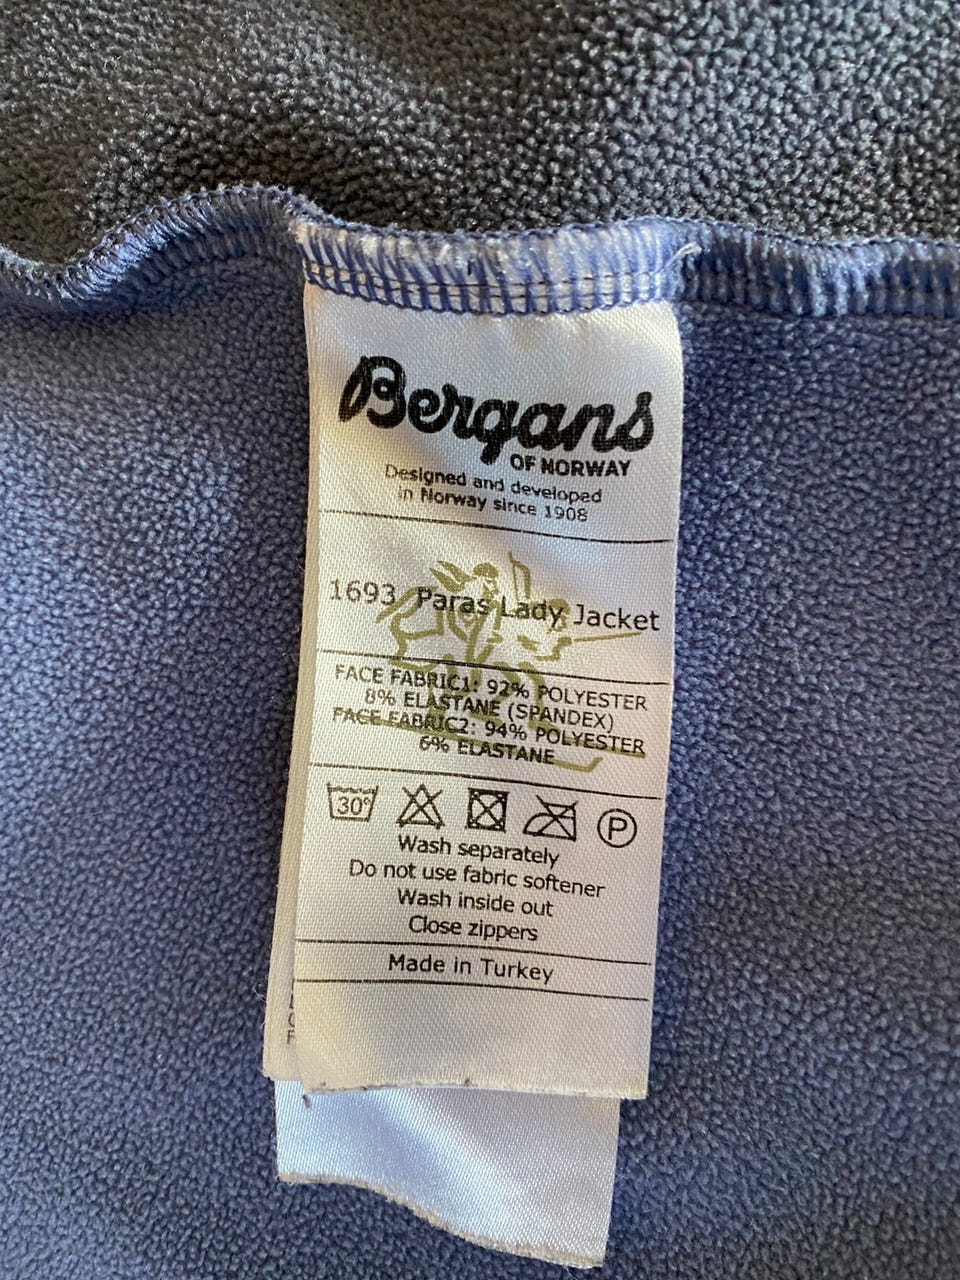 Bergans
OF NORWAY
Designed and developed
in Norway since 1908
1693 Paras Lady Jacket
FACE FABRIC1: 92% POLYESTER
8% ELASTANE (SPANDEX)
FACE FABRIC2: 94% POLYESTER
6% ELASTANE
30° P
Wash separately
Do not use fabric softener
Wash inside out
Close zippers
Made in Turkey